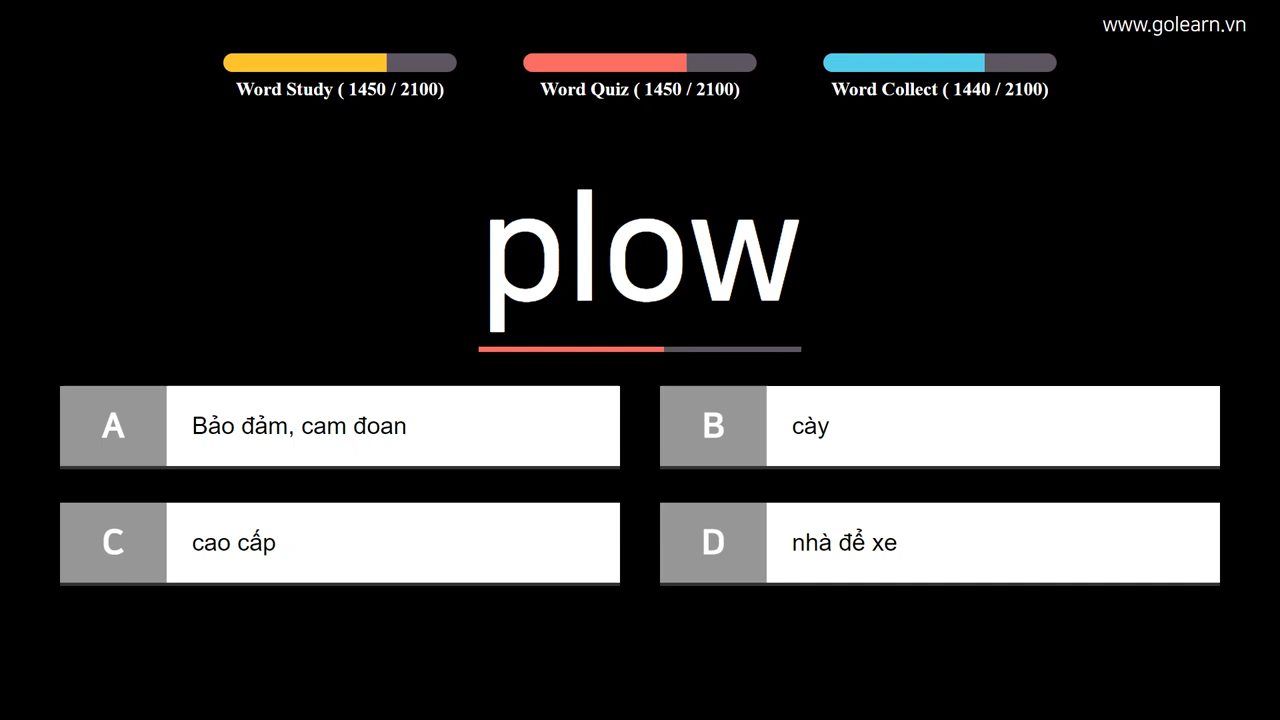 www.golearn.vn
Word Study ( 1450 / 2100)
Word Quiz ( 1450 / 2100)
Word Collect ( 1440 / 2100)
plow
A Bảo đảm, cam đoan
B cày
C cao cấp
D nhà để xe